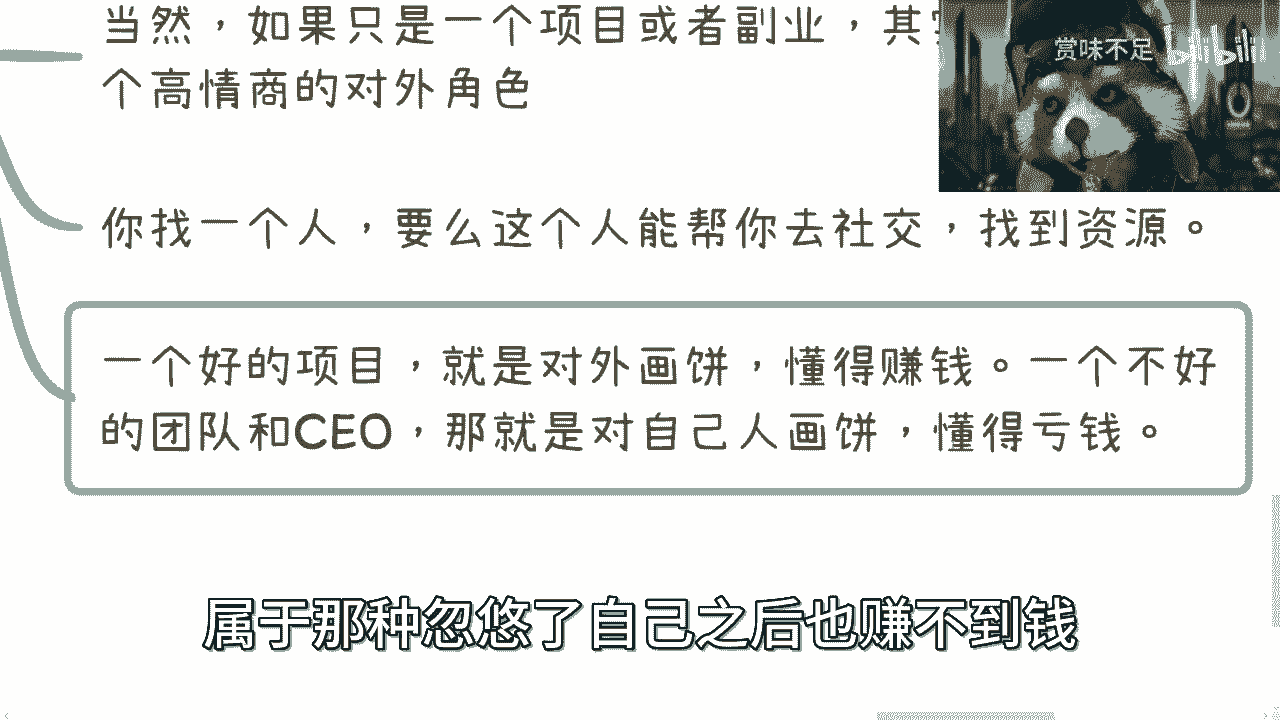 当然，如果只是一个项目或者副业，其
赏味不足 bilibili
个高情商的对外角色
你找一个人，要么这个人能帮你去社交，找到资源。
一个好的项目，就是对外画饼，懂得赚钱。一个不好
的团队和CEO，那就是对自己人画饼，懂得亏钱。
属于那种忽悠了自己之后也赚不到钱